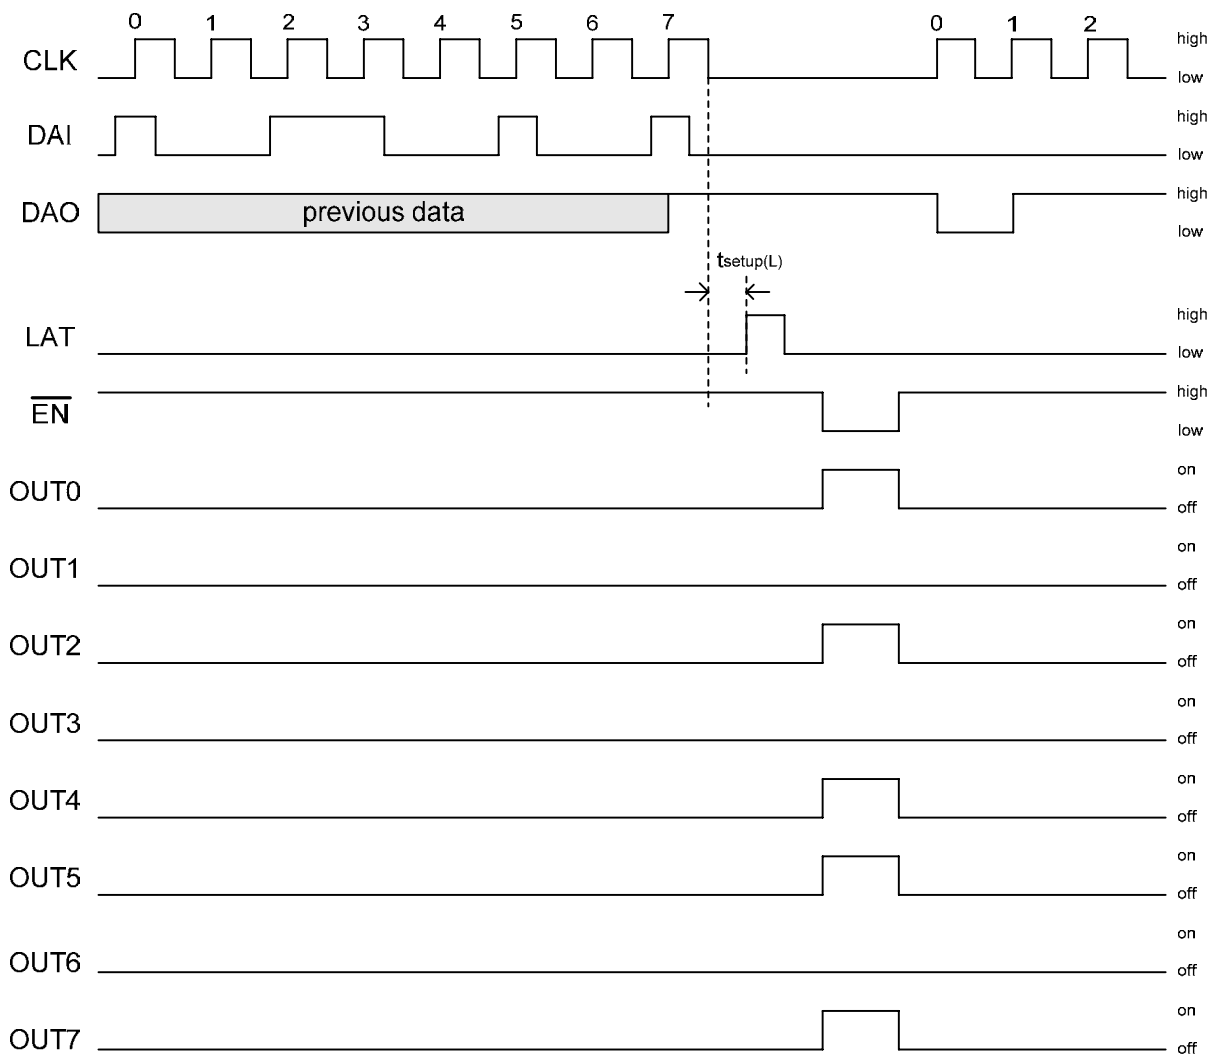 0 1 2 3 4 5 6 7 0 1 2
CLK high
low
DAI high
low
DAO previous data high
low
tsetup(L)
LAT high
low
EN high
low
OUT0 on
off
OUT1 on
off
OUT2 on
off
OUT3 on
off
OUT4 on
off
OUT5 on
off
OUT6 on
off
OUT7 on
off